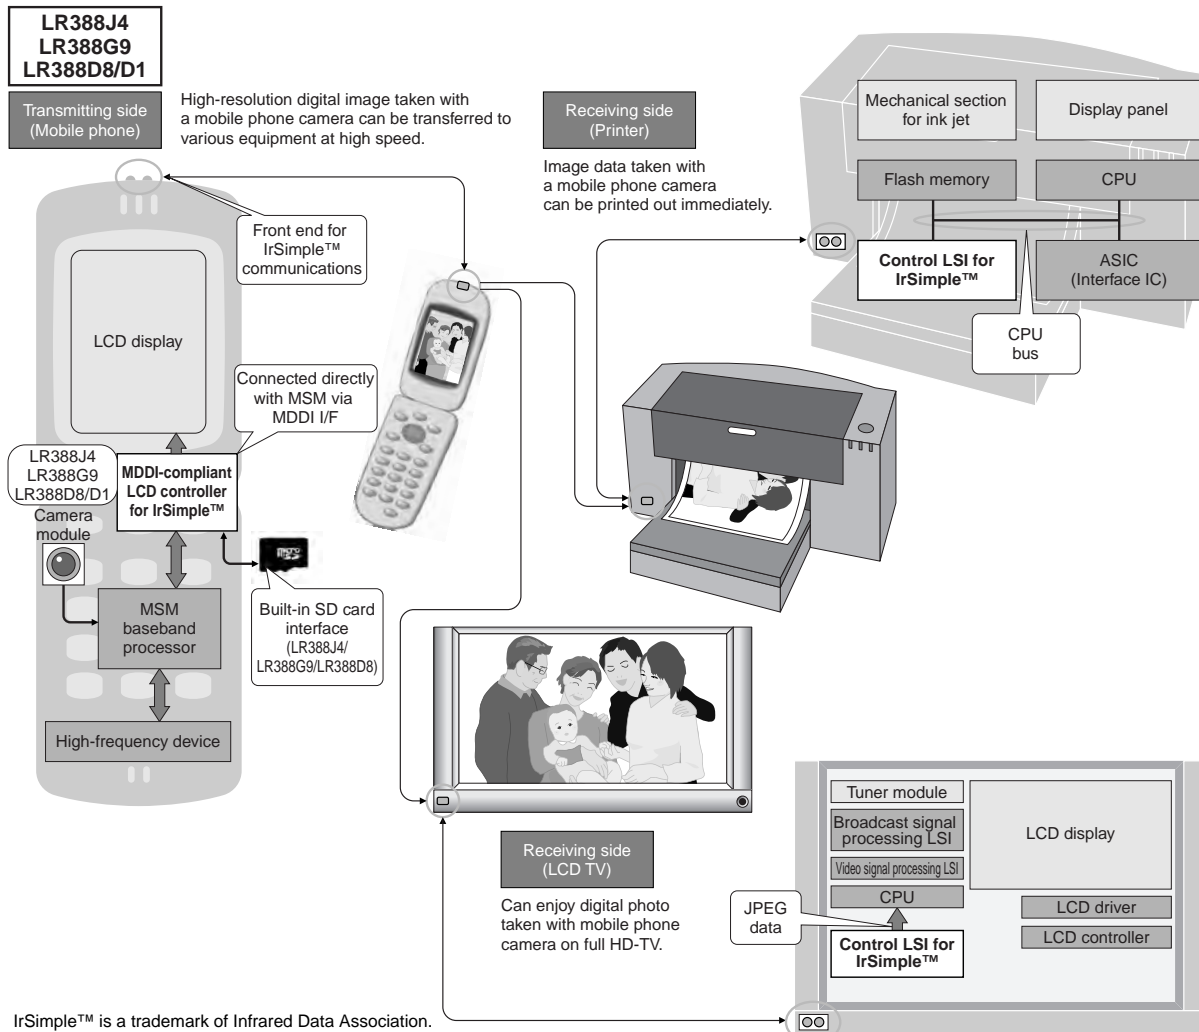 LR388J4
LR388G9
LR388D8/D1
Transmitting side
(Mobile phone)
High-resolution digital image taken with
a mobile phone camera can be transferred to
various equipment at high speed.
Front end for
IrSimple™
communications
LCD display
Connected directly
with MSM via
MDDI I/F
LR388J4
LR388G9
LR388D8/D1
MDDI-compliant
LCD controller
for IrSimple™
Camera
module
micro
SD
MSM
baseband
processor
Built-in SD card
interface
(LR388J4/
LR388G9/LR388D8)
High-frequency device
Receiving side
(Printer)
Image data taken with
a mobile phone camera
can be printed out immediately.
Mechanical section
for ink jet
Display panel
Flash memory
CPU
Control LSI for
IrSimple™
ASIC
(Interface IC)
CPU
bus
Receiving side
(LCD TV)
Can enjoy digital photo
taken with mobile phone
camera on full HD-TV.
Tuner module
Broadcast signal
processing LSI
Video signal processing LSI
CPU
JPEG
data
Control LSI for
IrSimple™
LCD display
LCD driver
LCD controller
IrSimple™ is a trademark of Infrared Data Association.